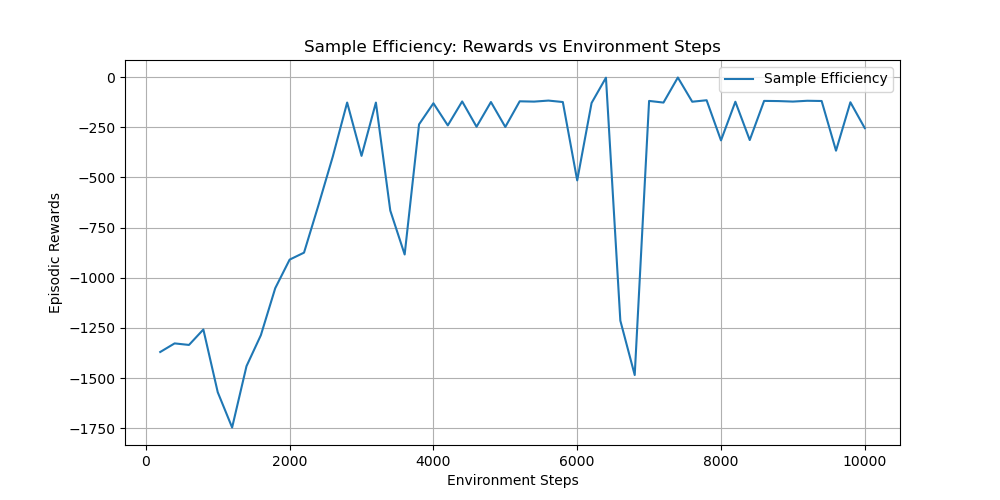 Sample Efficiency: Rewards vs Environment Steps
Sample Efficiency
0
−250
−500
−750
−1000
−1250
−1500
−1750
Episodic Rewards
0 2000 4000 6000 8000 10000
Environment Steps